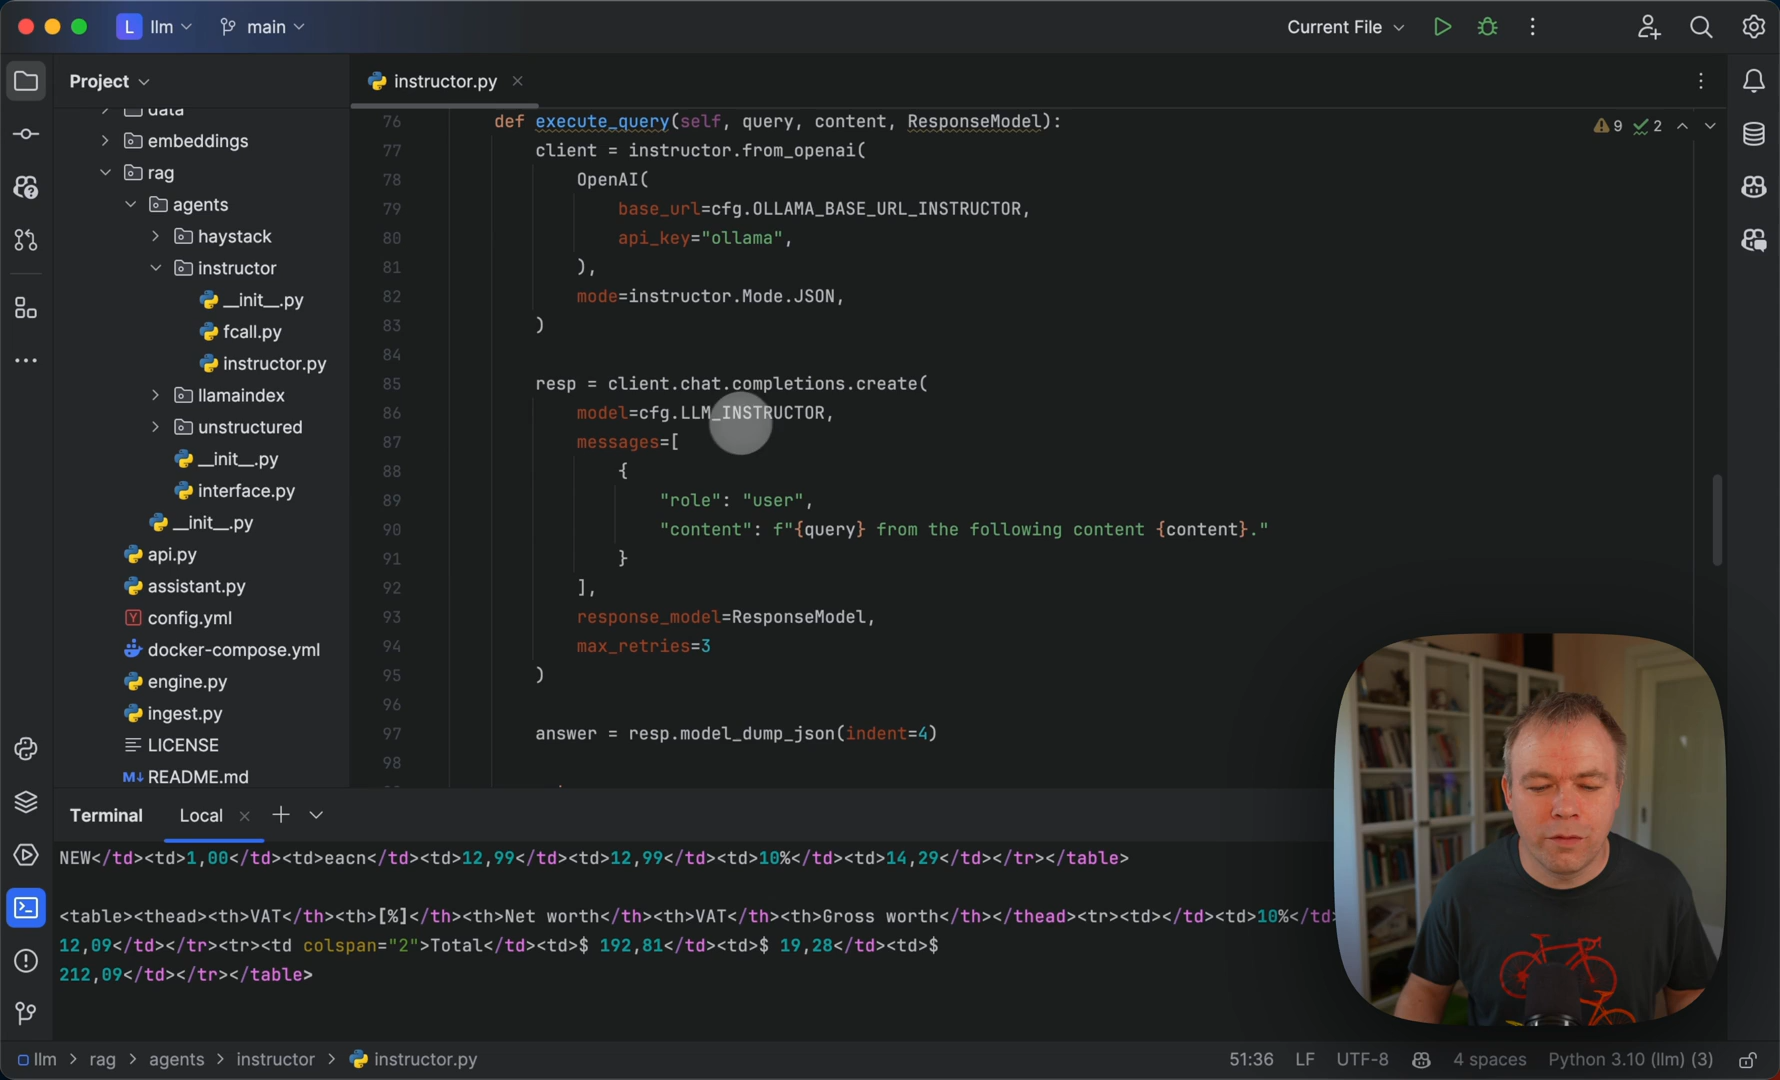 L llm main Current File
Project instructor.py
data
embeddings
rag
agents
haystack
instructor
__init__.py
fcall.py
instructor.py
llamaindex
unstructured
__init__.py
interface.py
__init__.py
api.py
assistant.py
Y config.yml
docker-compose.yml
engine.py
ingest.py
LICENSE
M↓ README.md
9 2
76 def execute_query(self, query, content, ResponseModel):
77 client = instructor.from_openai(
78 OpenAI(
79 base_url=cfg.OLLAMA_BASE_URL_INSTRUCTOR,
80 api_key="ollama",
81 ),
82 mode=instructor.Mode.JSON,
83 )
84
85 resp = client.chat.completions.create(
86 model=cfg.LLM_INSTRUCTOR,
87 messages=[
88 {
89 "role": "user",
90 "content": f"{query} from the following content {content}."
91 }
92 ],
93 response_model=ResponseModel,
94 max_retries=3
95 )
96
97 answer = resp.model_dump_json(indent=4)
98
Terminal Local
NEW</td><td>1,00</td><td>eacn</td><td>12,99</td><td>12,99</td><td>10%</td><td>14,29</td></tr></table>
<table><thead><th>VAT</th><th>[%]</th><th>Net worth</th><th>VAT</th><th>Gross worth</th></thead><tr><td></td><td>10%</td>
12,09</td></tr><tr><td colspan="2">Total</td><td>$ 192,81</td><td>$ 19,28</td><td>$
212,09</td></tr></table>
llm > rag > agents > instructor > instructor.py 51:36 LF UTF-8 4 spaces Python 3.10 (llm) (3)